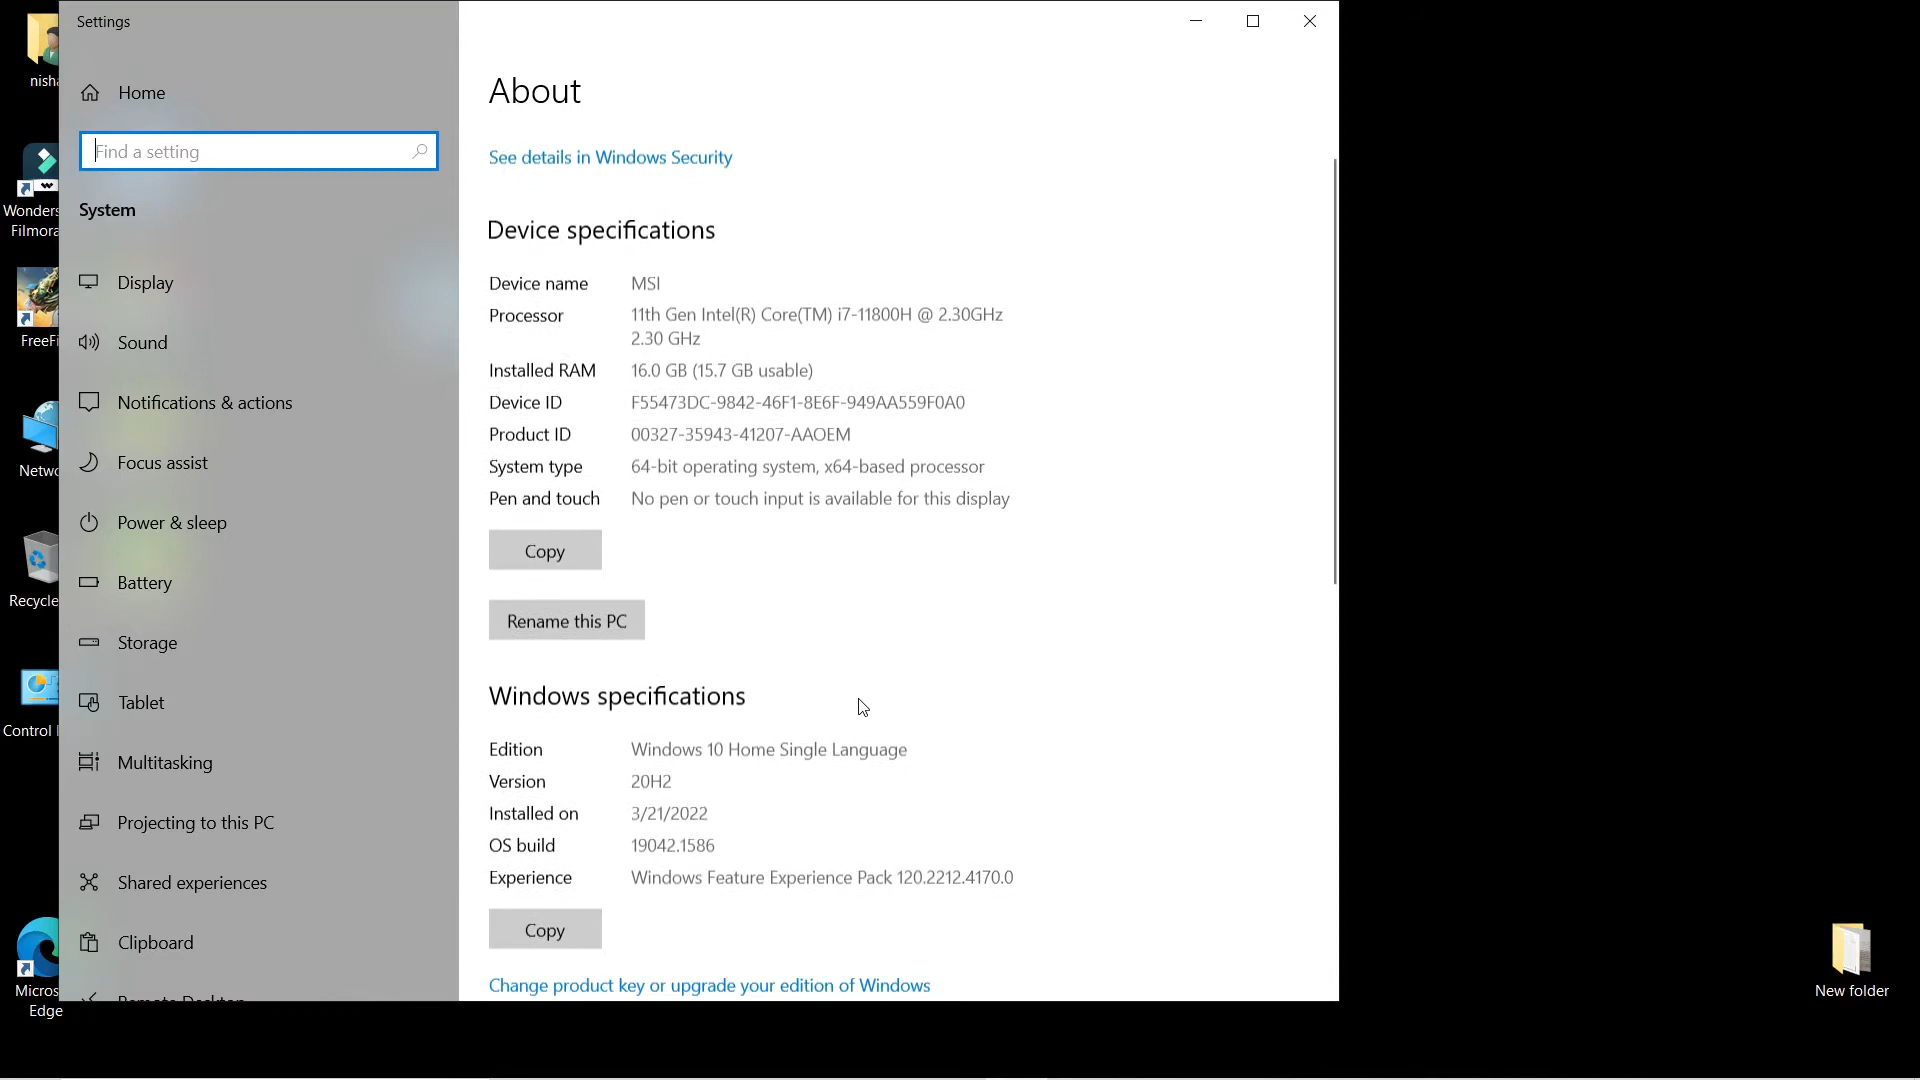 Settings
Home
Find a setting
System
Display
Sound
Notifications & actions
Focus assist
Power & sleep
Battery
Storage
Tablet
Multitasking
Projecting to this PC
Shared experiences
Clipboard
Remote Desktop
About
See details in Windows Security
Device specifications
Device name MSI
Processor 11th Gen Intel(R) Core(TM) i7-11800H @ 2.30GHz
2.30 GHz
Installed RAM 16.0 GB (15.7 GB usable)
Device ID F55473DC-9842-46F1-8E6F-949AA559F0A0
Product ID 00327-35943-41207-AAOEM
System type 64-bit operating system, x64-based processor
Pen and touch No pen or touch input is available for this display
Copy
Rename this PC
Windows specifications
Edition Windows 10 Home Single Language
Version 20H2
Installed on 3/21/2022
OS build 19042.1586
Experience Windows Feature Experience Pack 120.2212.4170.0
Copy
Change product key or upgrade your edition of Windows
nisha
Wonders
Filmora
FreeFi
Netwo
Recycle
Control
Micros
Edge
New folder